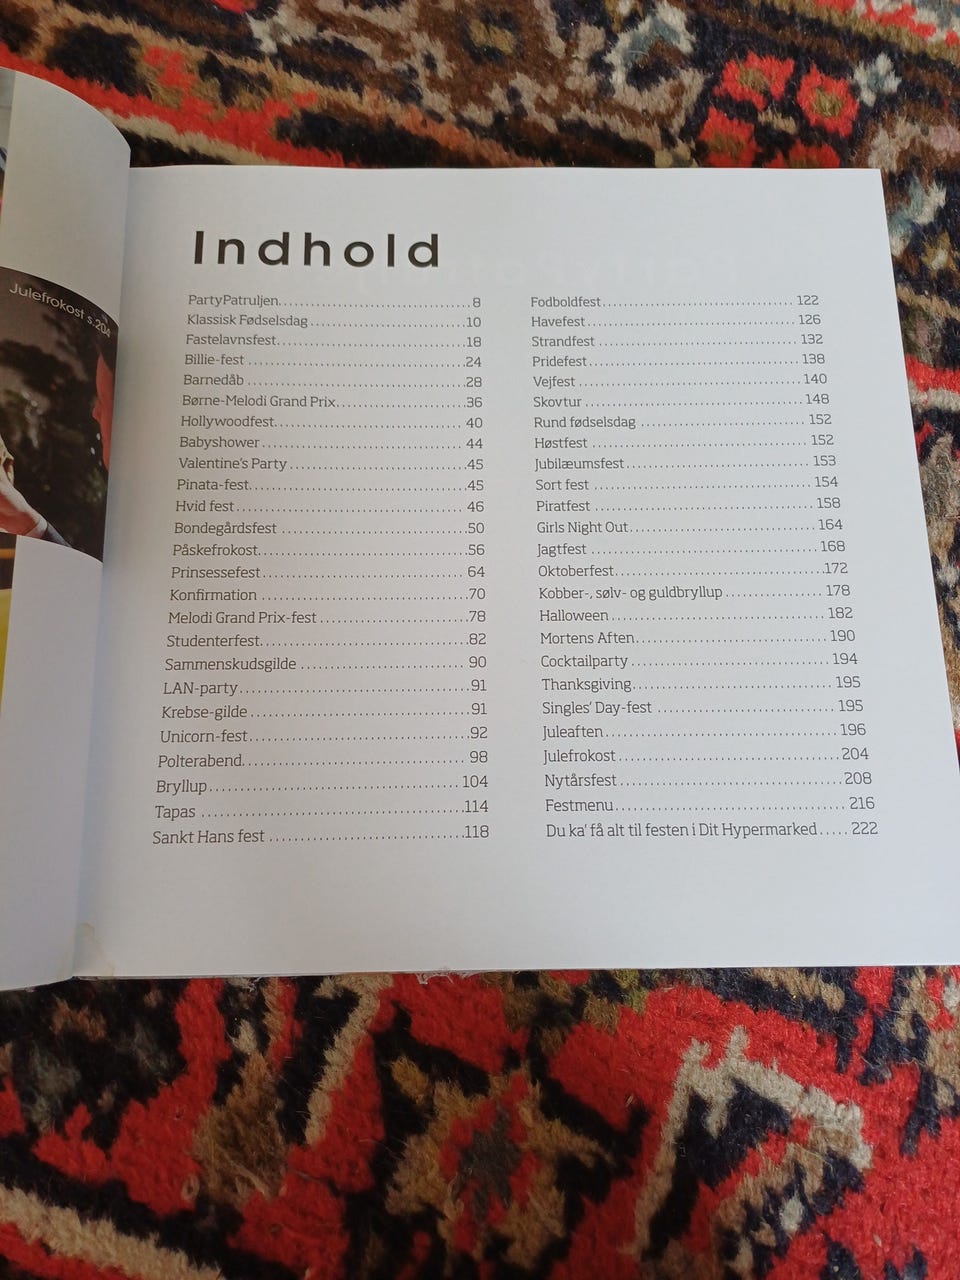 Julefrokost s.204
Indhold
PartyPatruljen 8
Klassisk Fødselsdag 10
Fastelavnsfest 18
Billie-fest 24
Barnedåb 28
Børne-Melodi Grand Prix 36
Hollywoodfest 40
Babyshower 44
Valentine's Party 45
Pinata-fest 45
Hvid fest 46
Bondegårdsfest 50
Påskefrokost 56
Prinsessefest 64
Konfirmation 70
Melodi Grand Prix-fest 78
Studenterfest 82
Sammenskudsgilde 90
LAN-party 91
Krebse-gilde 91
Unicorn-fest 92
Polterabend 98
Bryllup 104
Tapas 114
Sankt Hans fest 118
Fodboldfest 122
Havefest 126
Strandfest 132
Pridefest 138
Vejfest 140
Skovtur 148
Rund fødselsdag 152
Høstfest 152
Jubilæumsfest 153
Sort fest 154
Piratfest 158
Girls Night Out 164
Jagtfest 168
Oktoberfest 172
Kobber-, sølv- og guldbryllup 178
Halloween 182
Mortens Aften 190
Cocktailparty 194
Thanksgiving 195
Singles' Day-fest 195
Juleaften 196
Julefrokost 204
Nytårsfest 208
Festmenu 216
Du ka' få alt til festen i Dit Hypermarked 222